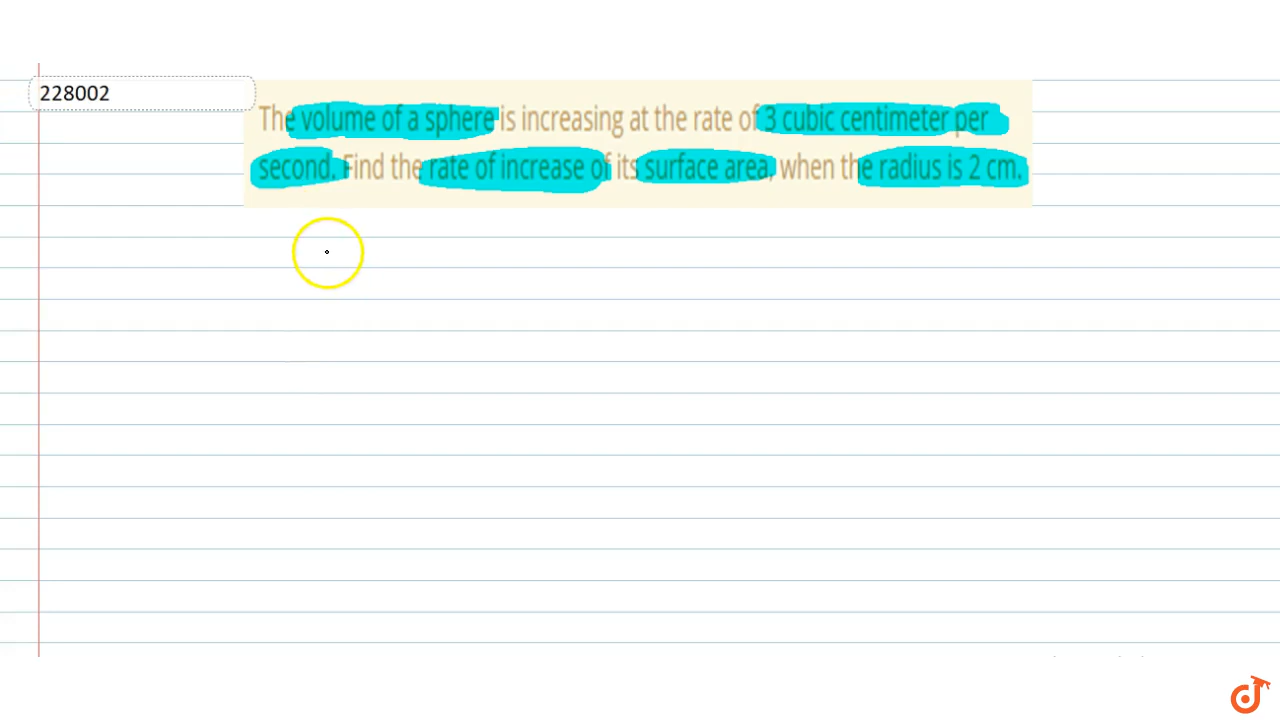 228002
The volume of a sphere is increasing at the rate of 3 cubic centimeter per
second. Find the rate of increase of its surface area, when the radius is 2 cm.